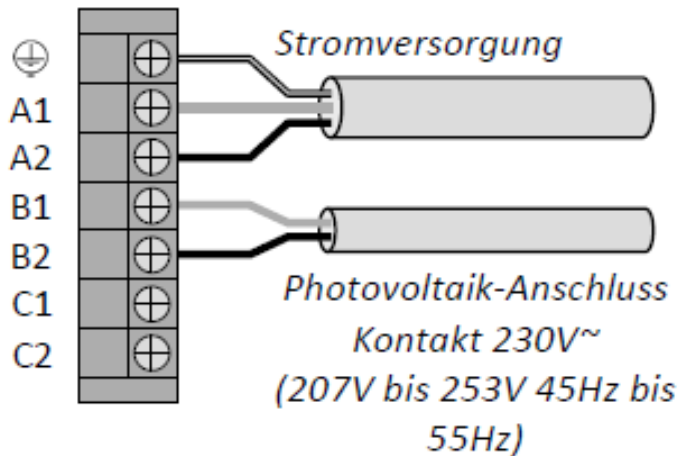 Stromversorgung
A1
A2
B1
B2
C1
C2
Photovoltaik-Anschluss
Kontakt 230V~
(207V bis 253V 45Hz bis
55Hz)